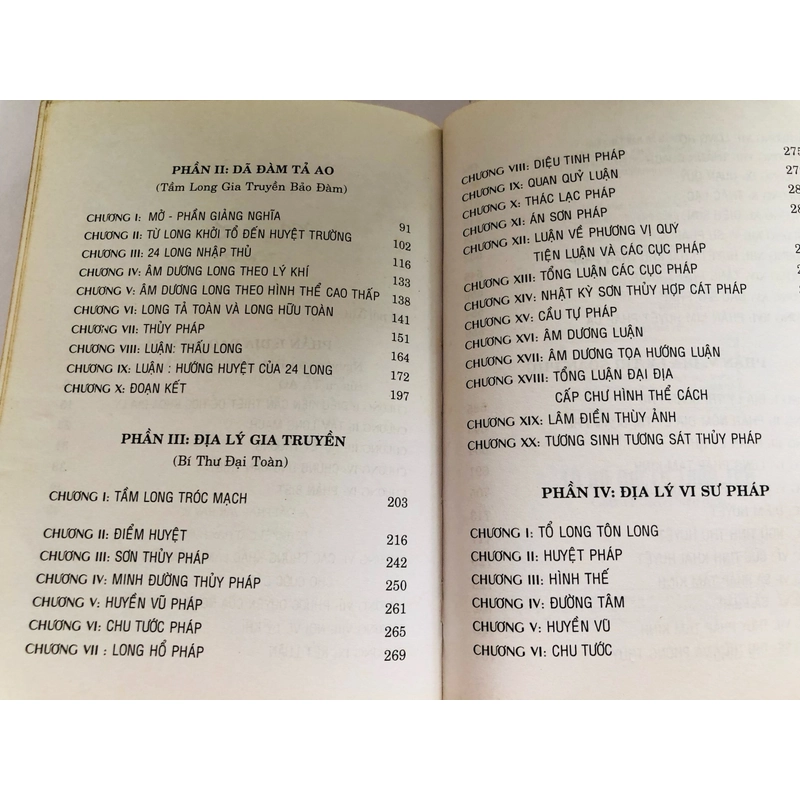 PHẦN II: DÃ ĐÀM TẢ AO
(Tầm Long Gia Truyền Bảo Đàm)
CHƯƠNG I: MỞ - PHẦN GIẢNG NGHĨA 91
CHƯƠNG II: TỪ LONG KHỞI TỔ ĐẾN HUYỆT TRƯỜNG 102
CHƯƠNG III: 24 LONG NHẬP THỦ 116
CHƯƠNG IV: ÂM DƯƠNG LONG THEO LÝ KHÍ 133
CHƯƠNG V: ÂM DƯƠNG LONG THEO HÌNH THỂ CAO THẤP 138
CHƯƠNG VI: LONG TẢ TOÀN VÀ LONG HỮU TOÀN 141
CHƯƠNG VII: THỦY PHÁP 151
CHƯƠNG VIII: LUẬN: THẤU LONG 164
CHƯƠNG IX: LUẬN : HƯỚNG HUYỆT CỦA 24 LONG 172
CHƯƠNG X: ĐOẠN KẾT 197
PHẦN III: ĐỊA LÝ GIA TRUYỀN
(Bí Thư Đại Toàn)
CHƯƠNG I: TẦM LONG TRÓC MẠCH 203
CHƯƠNG II: ĐIỂM HUYỆT 216
CHƯƠNG III: SƠN THỦY PHÁP 242
CHƯƠNG IV: MINH ĐƯỜNG THỦY PHÁP 250
CHƯƠNG V: HUYỀN VŨ PHÁP 261
CHƯƠNG VI: CHU TƯỚC PHÁP 265
CHƯƠNG VII : LONG HỔ PHÁP 269
CHƯƠNG VIII: DIỆU TINH PHÁP 275
CHƯƠNG IX: QUAN QUỶ LUẬN
CHƯƠNG X: THÁC LẠC PHÁP
CHƯƠNG XI: ÁN SƠN PHÁP
CHƯƠNG XII: LUẬN VỀ PHƯƠNG VỊ QUÝ
TIỆN LUẬN VÀ CÁC CỤC PHÁP
CHƯƠNG XIII: TỔNG LUẬN CÁC CỤC PHÁP
CHƯƠNG XIV: NHẬT KỲ SƠN THỦY HỢP CÁT PHÁP
CHƯƠNG XV: CẦU TỰ PHÁP
CHƯƠNG XVI: ÂM DƯƠNG LUẬN
CHƯƠNG XVII: ÂM DƯƠNG TỌA HƯỚNG LUẬN
CHƯƠNG XVIII: TỔNG LUẬN ĐẠI ĐỊA
CẤP CHƯ HÌNH THỂ CÁCH
CHƯƠNG XIX: LÂM ĐIỀN THÙY ẢNH
CHƯƠNG XX: TƯƠNG SINH TƯƠNG SÁT THỦY PHÁP
PHẦN IV: ĐỊA LÝ VI SƯ PHÁP
CHƯƠNG I: TỔ LONG TÔN LONG
CHƯƠNG II: HUYỆT PHÁP
CHƯƠNG III: HÌNH THẾ
CHƯƠNG IV: ĐƯỜNG TÂM
CHƯƠNG V: HUYỀN VŨ
CHƯƠNG VI: CHU TƯỚC